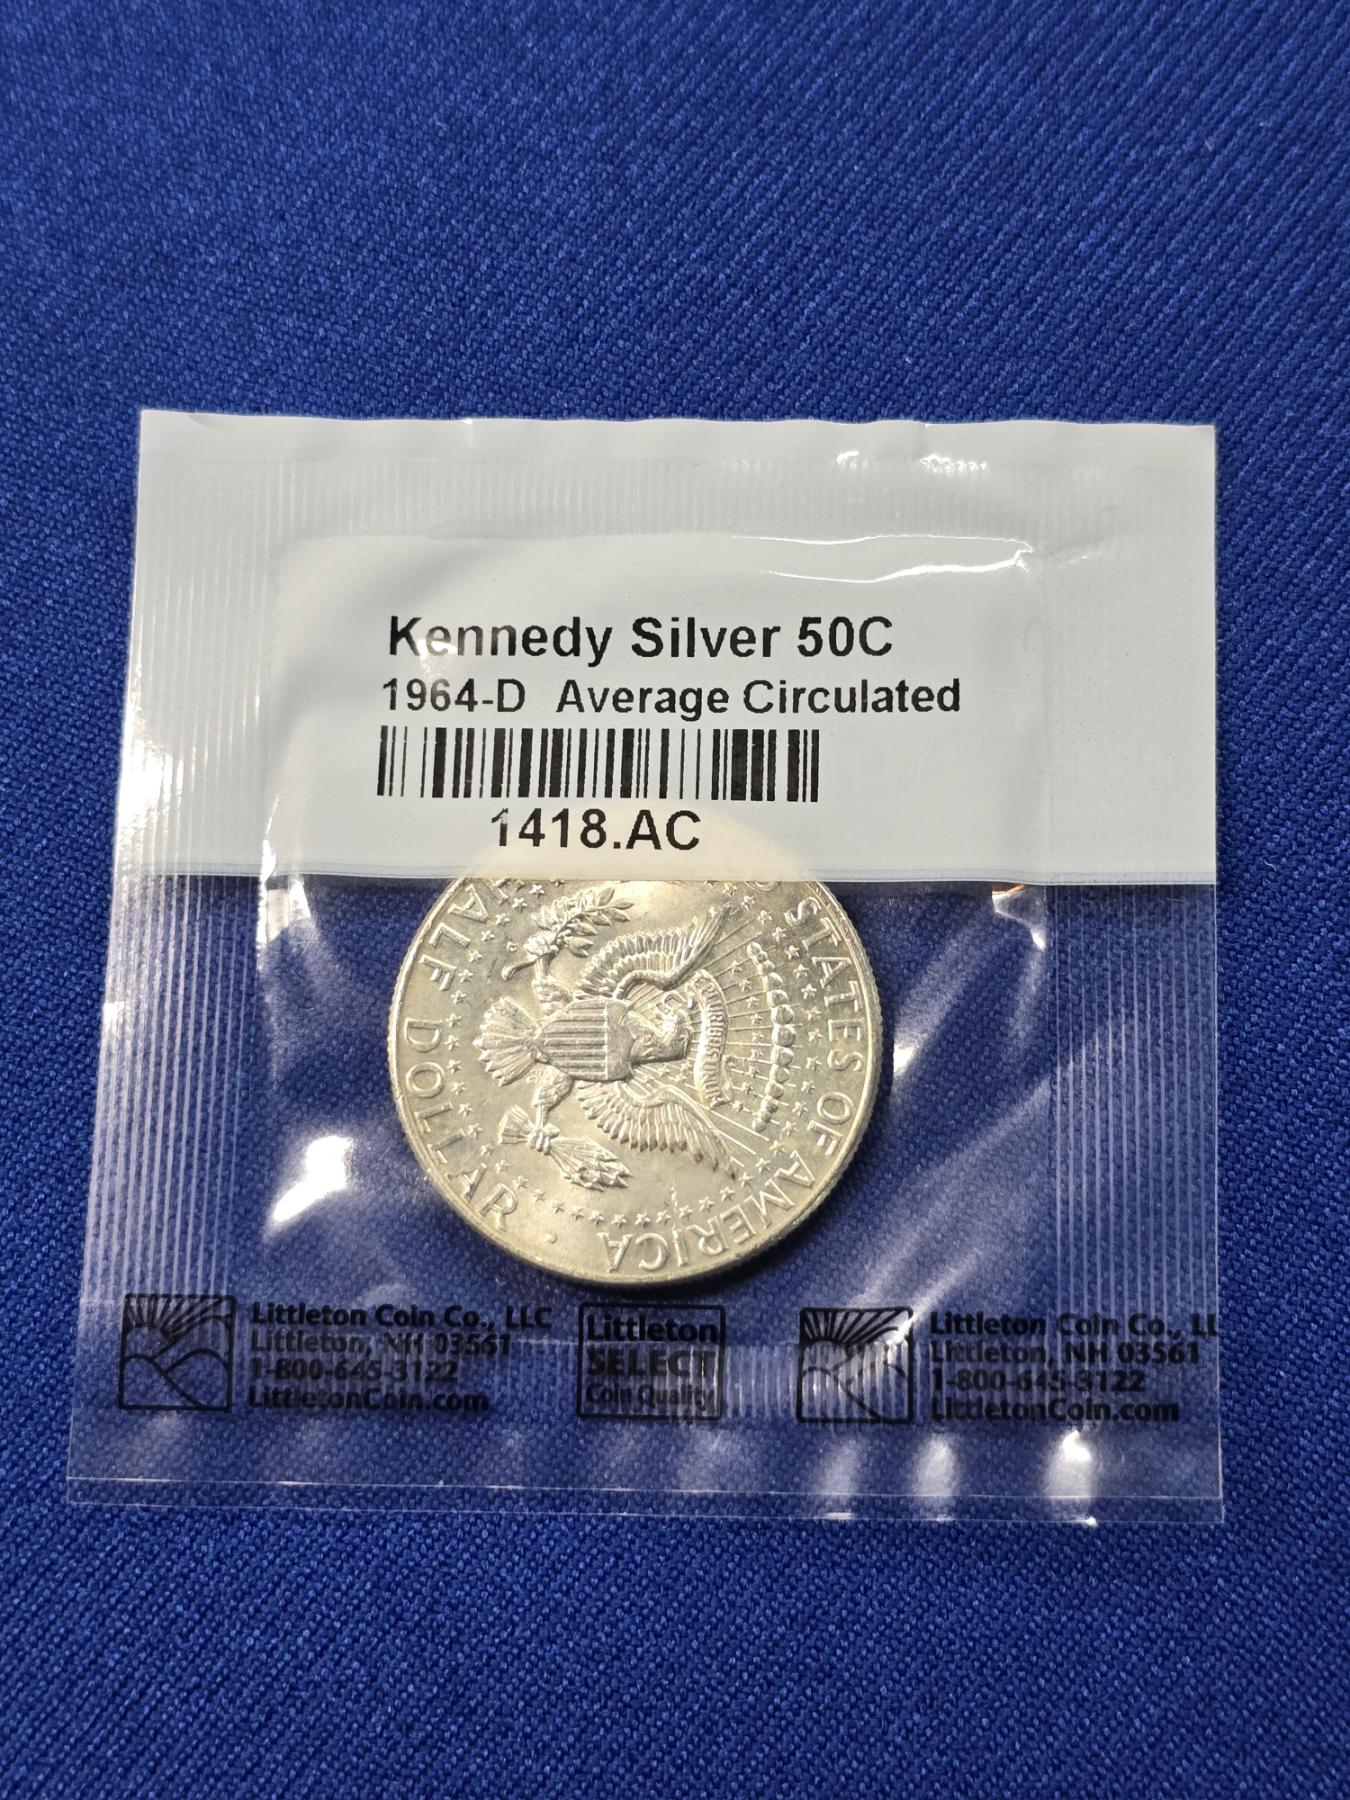 Kennedy Silver 50C
1964-D Average Circulated
1418.AC
HALF DOLLAR
STATES OF AMERICA
Littleton Coin Co., LLC
Littleton, NH 03561
1-800-645-3122
LittletonCoin.com
Littleton
SELECT
Coin Quality
Littleton Coin Co., LL
Littleton, NH 03561
1-800-645-3122
LittletonCoin.com